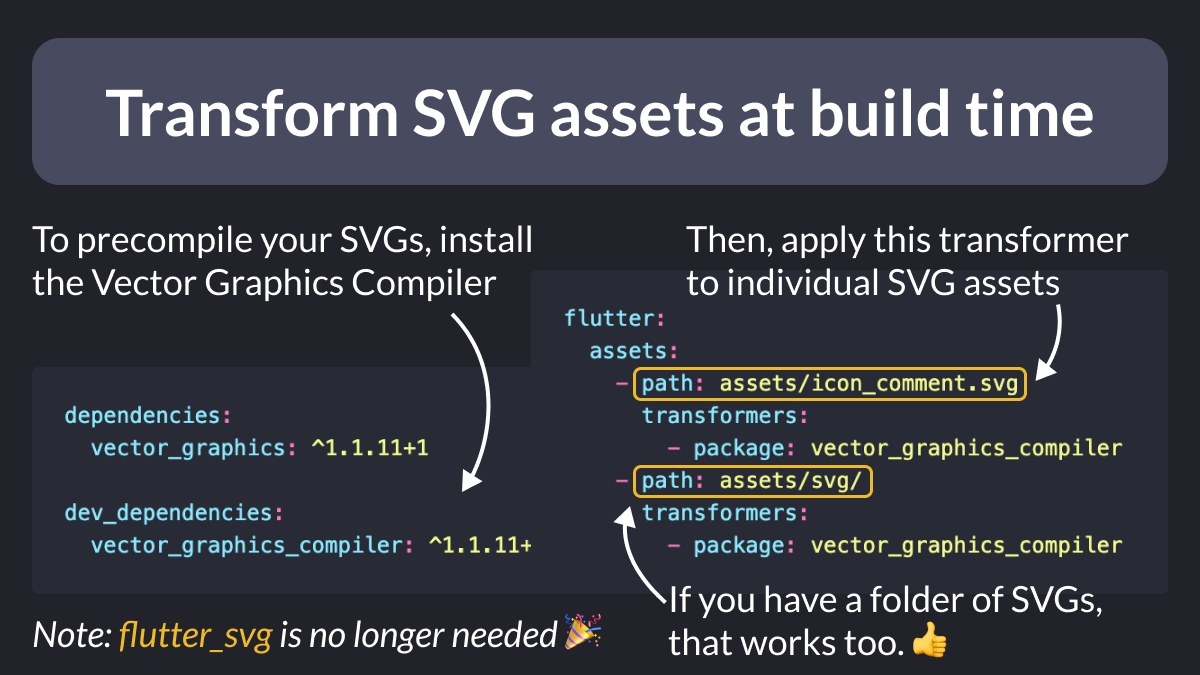 Transform SVG assets at build time
To precompile your SVGs, install
the Vector Graphics Compiler
dependencies:
vector_graphics: ^1.1.11+1
dev_dependencies:
vector_graphics_compiler: ^1.1.11+
Note: flutter_svg is no longer needed 🎉
Then, apply this transformer
to individual SVG assets
flutter:
assets:
- path: assets/icon_comment.svg
transformers:
- package: vector_graphics_compiler
- path: assets/svg/
transformers:
- package: vector_graphics_compiler
If you have a folder of SVGs,
that works too. 👍